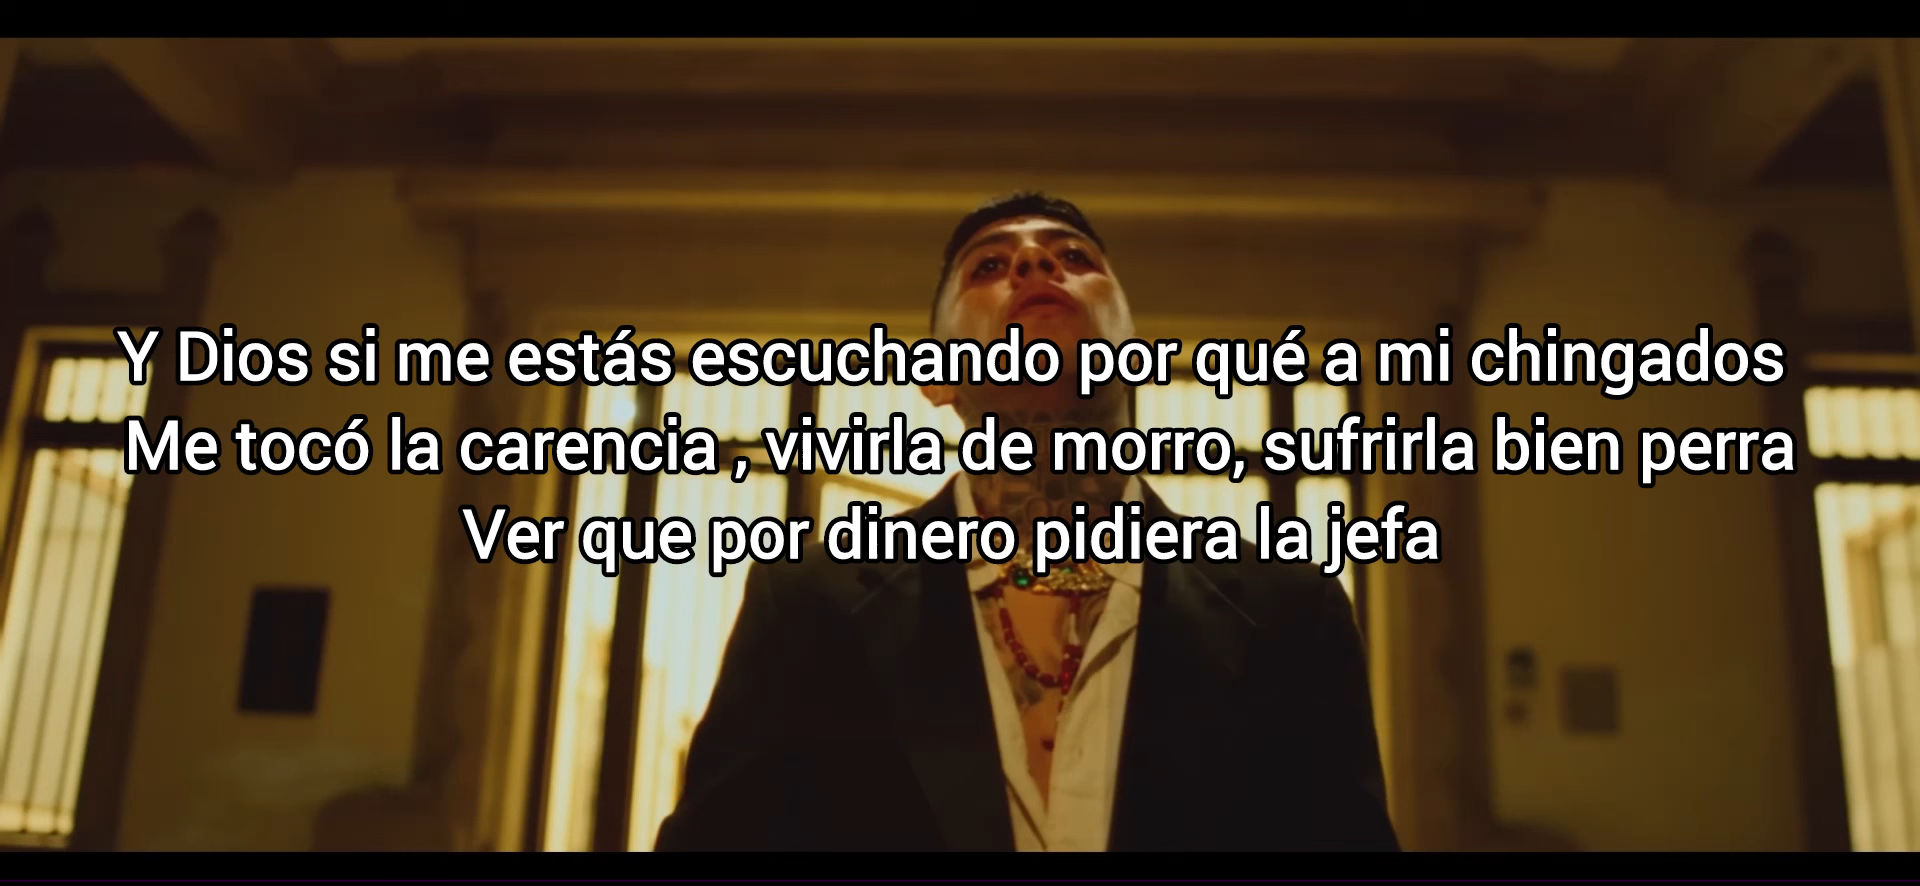 Y Dios si me estás escuchando por qué a mi chingados
Me tocó la carencia , vivirla de morro, sufrirla bien perra
Ver que por dinero pidiera la jefa